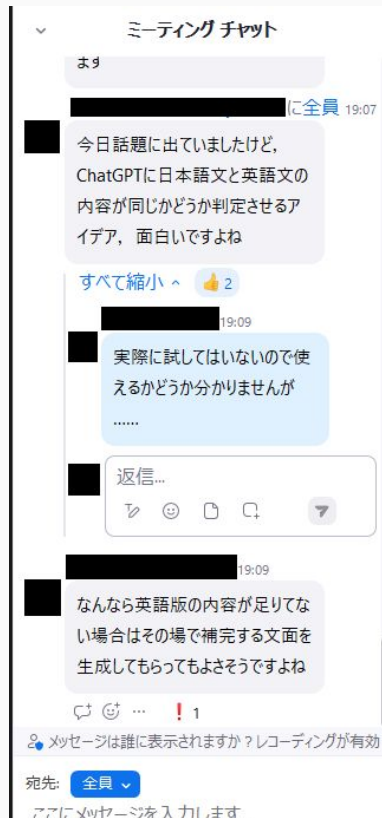 ミーティング チャット
ます
に全員 19:07
今日話題に出ていましたけど,
ChatGPTに日本語文と英語文の
内容が同じかどうか判定させるア
イデア, 面白いですよね
すべて縮小 2
19:09
実際に試してはいないので使
えるかどうか分かりませんが
......
返信...
19:09
なんなら英語版の内容が足りてな
い場合はその場で補完する文面を
生成してもらってもよさそうですよね
1
メッセージは誰に表示されますか?レコーディングが有効
宛先: 全員
ここにメッセージを入力します